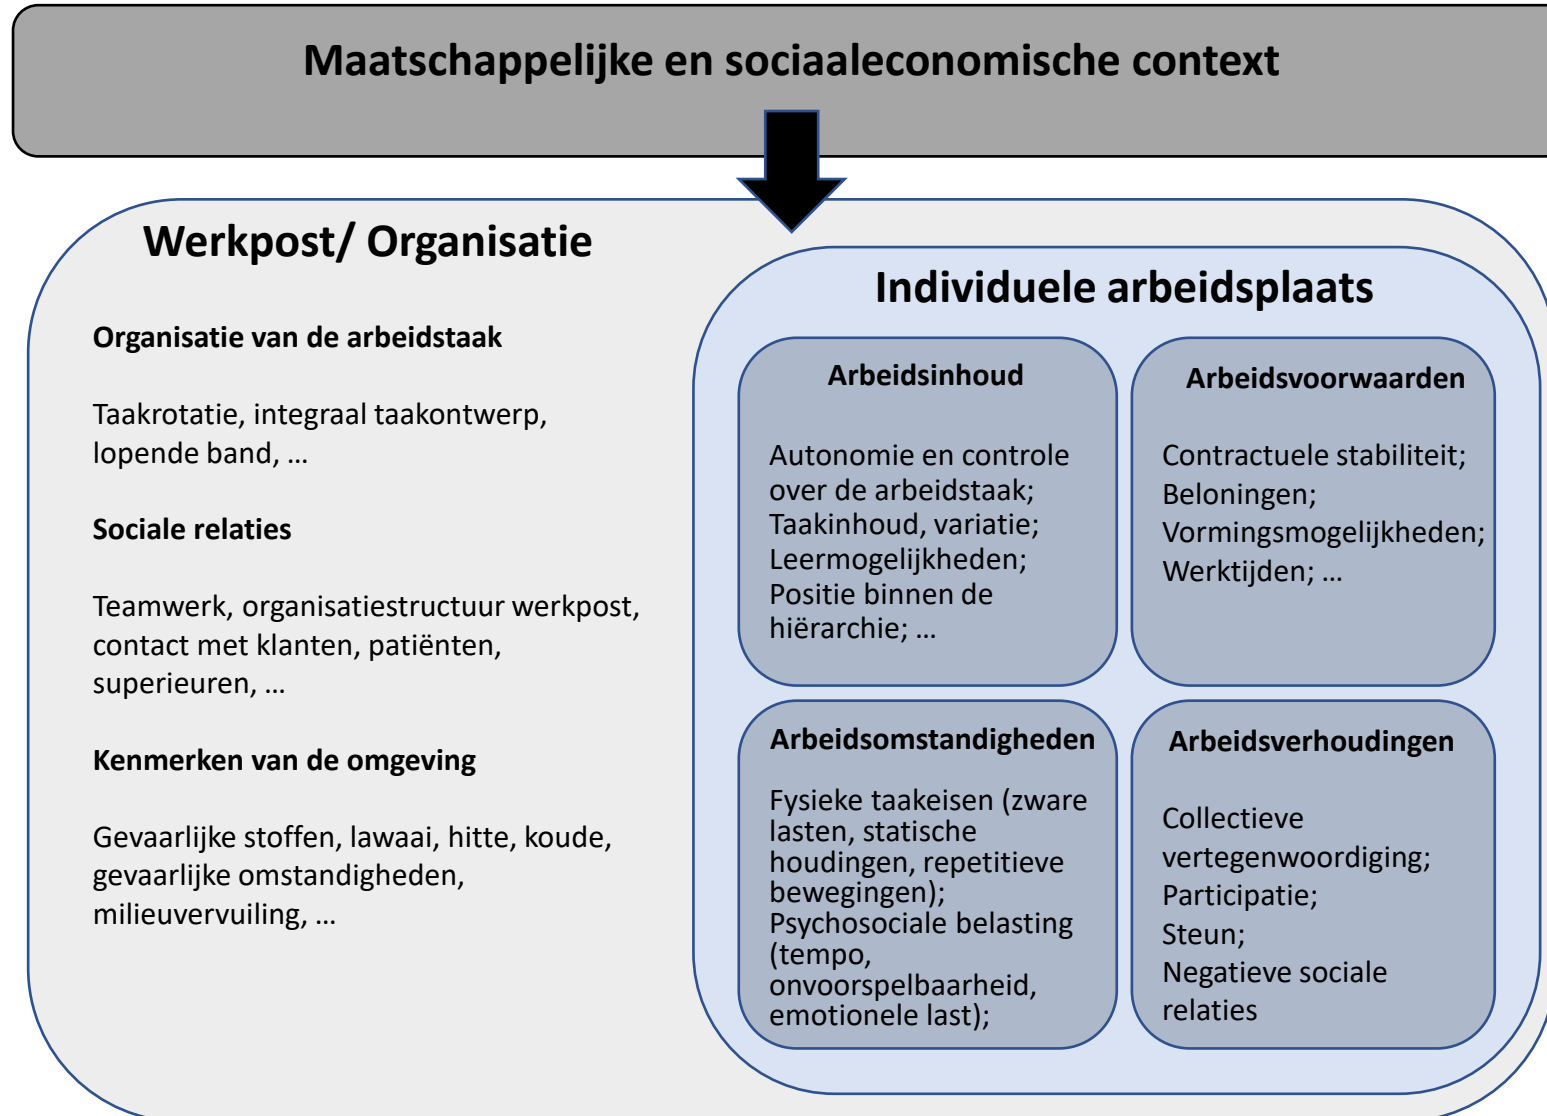 Maatschappelijke en sociaaleconomische context
Werkpost/ Organisatie
Organisatie van de arbeidstaak
Taakrotatie, integraal taakontwerp,
lopende band, ...
Sociale relaties
Teamwerk, organisatiestructuur werkpost,
contact met klanten, patiënten,
superieuren, ...
Kenmerken van de omgeving
Gevaarlijke stoffen, lawaai, hitte, koude,
gevaarlijke omstandigheden,
milieuvervuiling, ...
Individuele arbeidsplaats
Arbeidsinhoud
Autonomie en controle
over de arbeidstaak;
Taakinhoud, variatie;
Leermogelijkheden;
Positie binnen de
hiërarchie; ...
Arbeidsvoorwaarden
Contractuele stabiliteit;
Beloningen;
Vormingsmogelijkheden;
Werktijden; ...
Arbeidsomstandigheden
Fysieke taakeisen (zware
lasten, statische
houdingen, repetitieve
bewegingen);
Psychosociale belasting
(tempo,
onvoorspelbaarheid,
emotionele last);
Arbeidsverhoudingen
Collectieve
vertegenwoordiging;
Participatie;
Steun;
Negatieve sociale
relaties